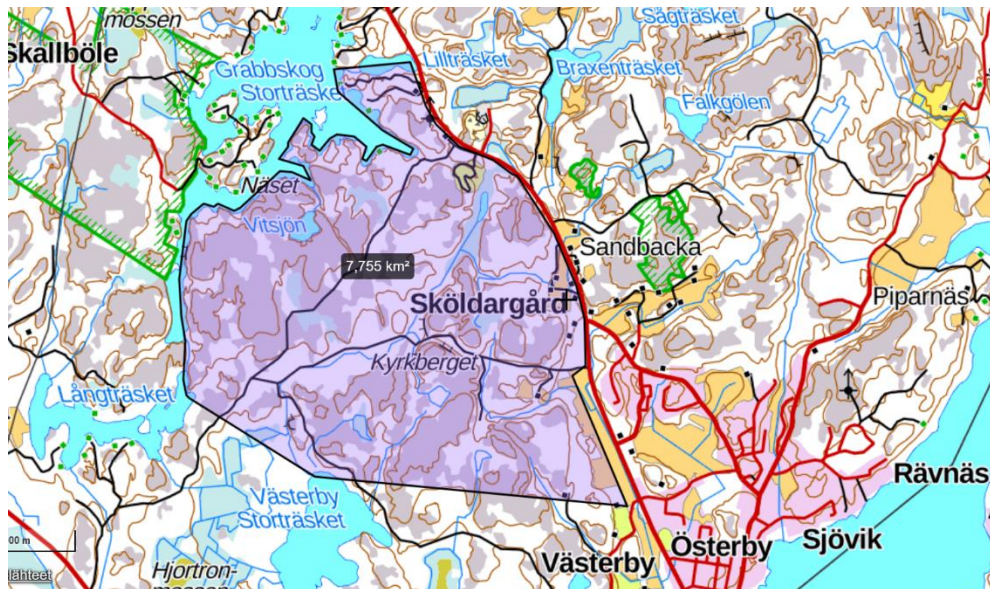 mossen
Sågträsket
Skallböle
Lillträsket
Grabbskog
Storträsket
Braxenträsket
Falkgölen
Näset
Vitsjön
Sandbacka
7,755 km²
Piparnäs
Sköldargård
Kyrkberget
Långträsket
Rävnäs
Västerby
Storträsket
Sjövik
Österby
Västerby
00 m
lähteet
Hjortron-
mossen